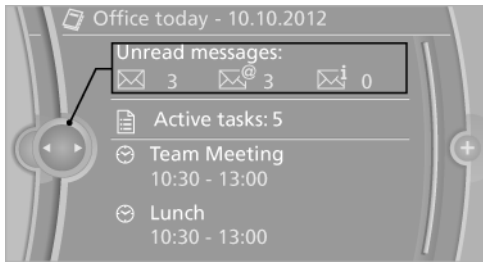 Office today - 10.10.2012
Unread messages:
3 @ 3 i 0
Active tasks: 5
Team Meeting
10:30 - 13:00
Lunch
10:30 - 13:00